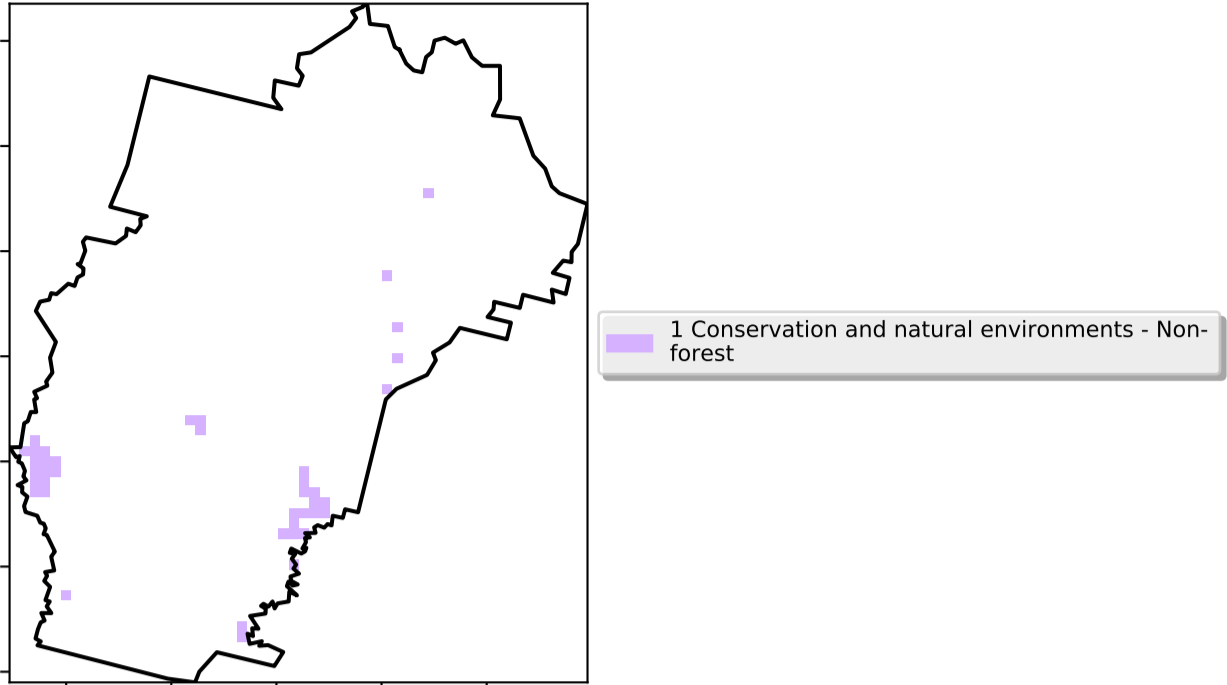 1 Conservation and natural environments - Non-
forest